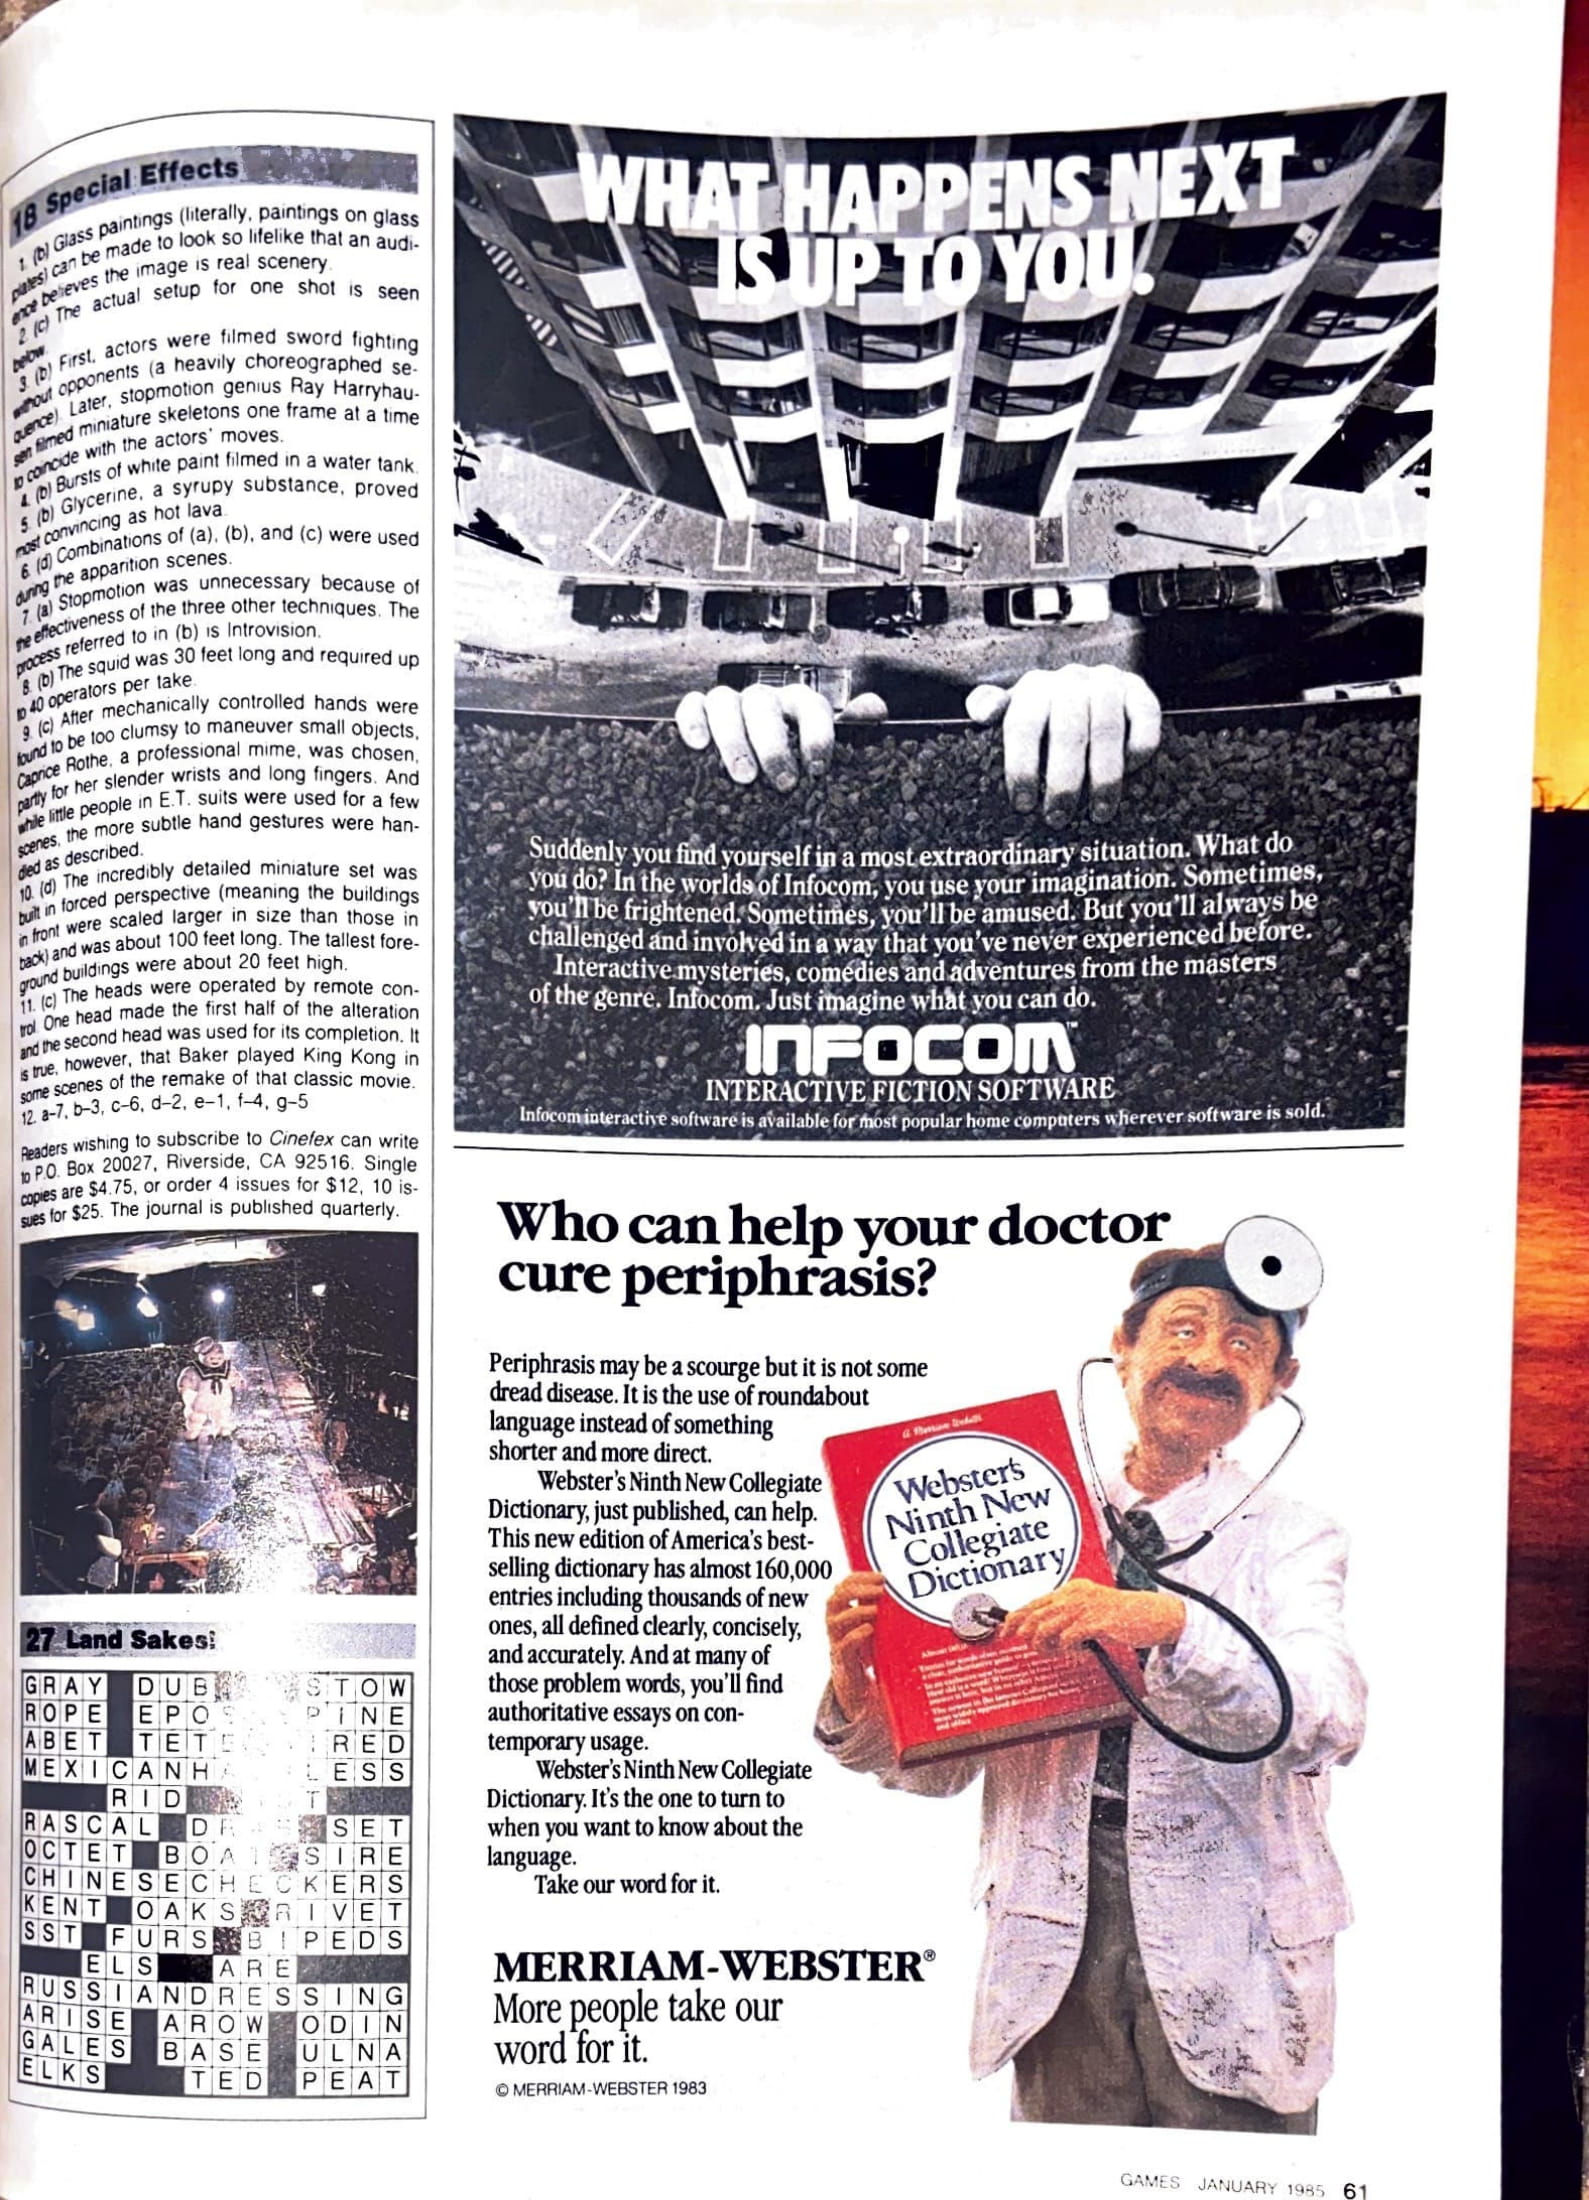 18 Special Effects
1. (b) Glass paintings (literally, paintings on glass
plates) can be made to look so lifelike that an audi-
ence believes the image is real scenery.
2. (c) The actual setup for one shot is seen
below.
3. (b) First, actors were filmed sword fighting
without opponents (a heavily choreographed se-
quence). Later, stopmotion genius Ray Harryhau-
sen filmed miniature skeletons one frame at a time
to coincide with the actors' moves.
4. (b) Bursts of white paint filmed in a water tank.
5. (b) Glycerine, a syrupy substance, proved
most convincing as hot lava.
6. (d) Combinations of (a), (b), and (c) were used
during the apparition scenes.
7. (a) Stopmotion was unnecessary because of
the effectiveness of the three other techniques. The
process referred to in (b) is Introvision.
8. (b) The squid was 30 feet long and required up
to 40 operators per take.
9. (c) After mechanically controlled hands were
found to be too clumsy to maneuver small objects,
Caprice Rothe, a professional mime, was chosen,
partly for her slender wrists and long fingers. And
while little people in E.T. suits were used for a few
scenes, the more subtle hand gestures were han-
dled as described.
10. (d) The incredibly detailed miniature set was
built in forced perspective (meaning the buildings
in front were scaled larger in size than those in
back) and was about 100 feet long. The tallest fore-
ground buildings were about 20 feet high.
11. (c) The heads were operated by remote con-
trol. One head made the first half of the alteration
and the second head was used for its completion. It
is true, however, that Baker played King Kong in
some scenes of the remake of that classic movie.
12. a-7, b-3, c-6, d-2, e-1, f-4, g-5
Readers wishing to subscribe to Cinefex can write
to P.O. Box 20027, Riverside, CA 92516. Single
copies are $4.75, or order 4 issues for $12, 10 is-
sues for $25. The journal is published quarterly.
27 Land Sakes!
GRAY DUB STOW
ROPE EPOS PINE
ABET TETE IRED
MEXICANHA LESS
RID T
RASCAL SET
OCTET BOAT SIRE
CHINESECHECKERS
KENT OAKS RIVET
SST FURS BIPEDS
ELS ARE
RUSSIANDRESSING
ARISE AROW ODIN
GALES BASE ULNA
ELKS TED PEAT
WHAT HAPPENS NEXT
IS UP TO YOU.
Suddenly you find yourself in a most extraordinary situation. What do
you do? In the worlds of Infocom, you use your imagination. Sometimes,
you'll be frightened. Sometimes, you'll be amused. But you'll always be
challenged and involved in a way that you've never experienced before.
Interactive mysteries, comedies and adventures from the masters
of the genre. Infocom. Just imagine what you can do.
INFOCOM™
INTERACTIVE FICTION SOFTWARE
Infocom interactive software is available for most popular home computers wherever software is sold.
Who can help your doctor
cure periphrasis?
Periphrasis may be a scourge but it is not some
dread disease. It is the use of roundabout
language instead of something
shorter and more direct.
Webster's Ninth New Collegiate
Dictionary, just published, can help.
This new edition of America's best-
selling dictionary has almost 160,000
entries including thousands of new
ones, all defined clearly, concisely,
and accurately. And at many of
those problem words, you'll find
authoritative essays on con-
temporary usage.
Webster's Ninth New Collegiate
Dictionary. It's the one to turn to
when you want to know about the
language.
Take our word for it.
MERRIAM-WEBSTER®
More people take our
word for it.
© MERRIAM-WEBSTER 1983
A Merriam-Webster
Webster's
Ninth New
Collegiate
Dictionary
GAMES JANUARY 1985 61